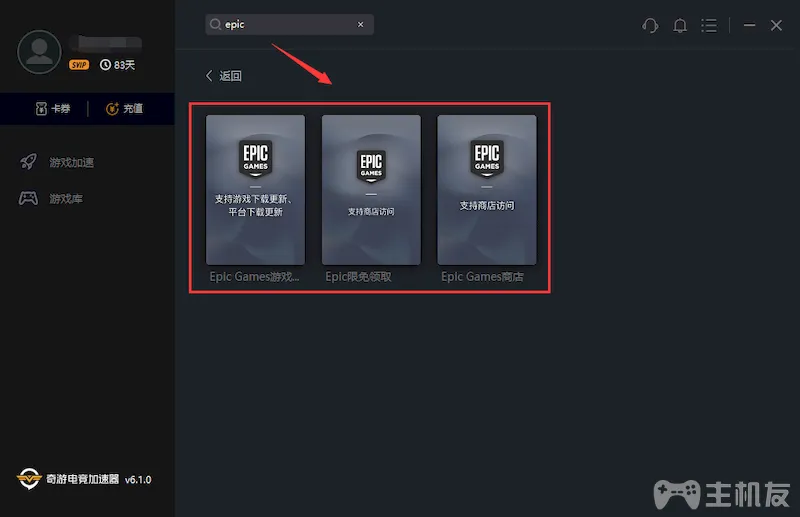 epic
×
SVIP
83天
返回
卡券
充值
游戏加速
游戏库
EPIC
GAMES
支持游戏下载更新、
平台下载更新
Epic Games游戏...
EPIC
GAMES
支持商店访问
Epic限免领取
EPIC
GAMES
支持商店访问
Epic Games商店
奇游电竞加速器 v6.1.0
主机友